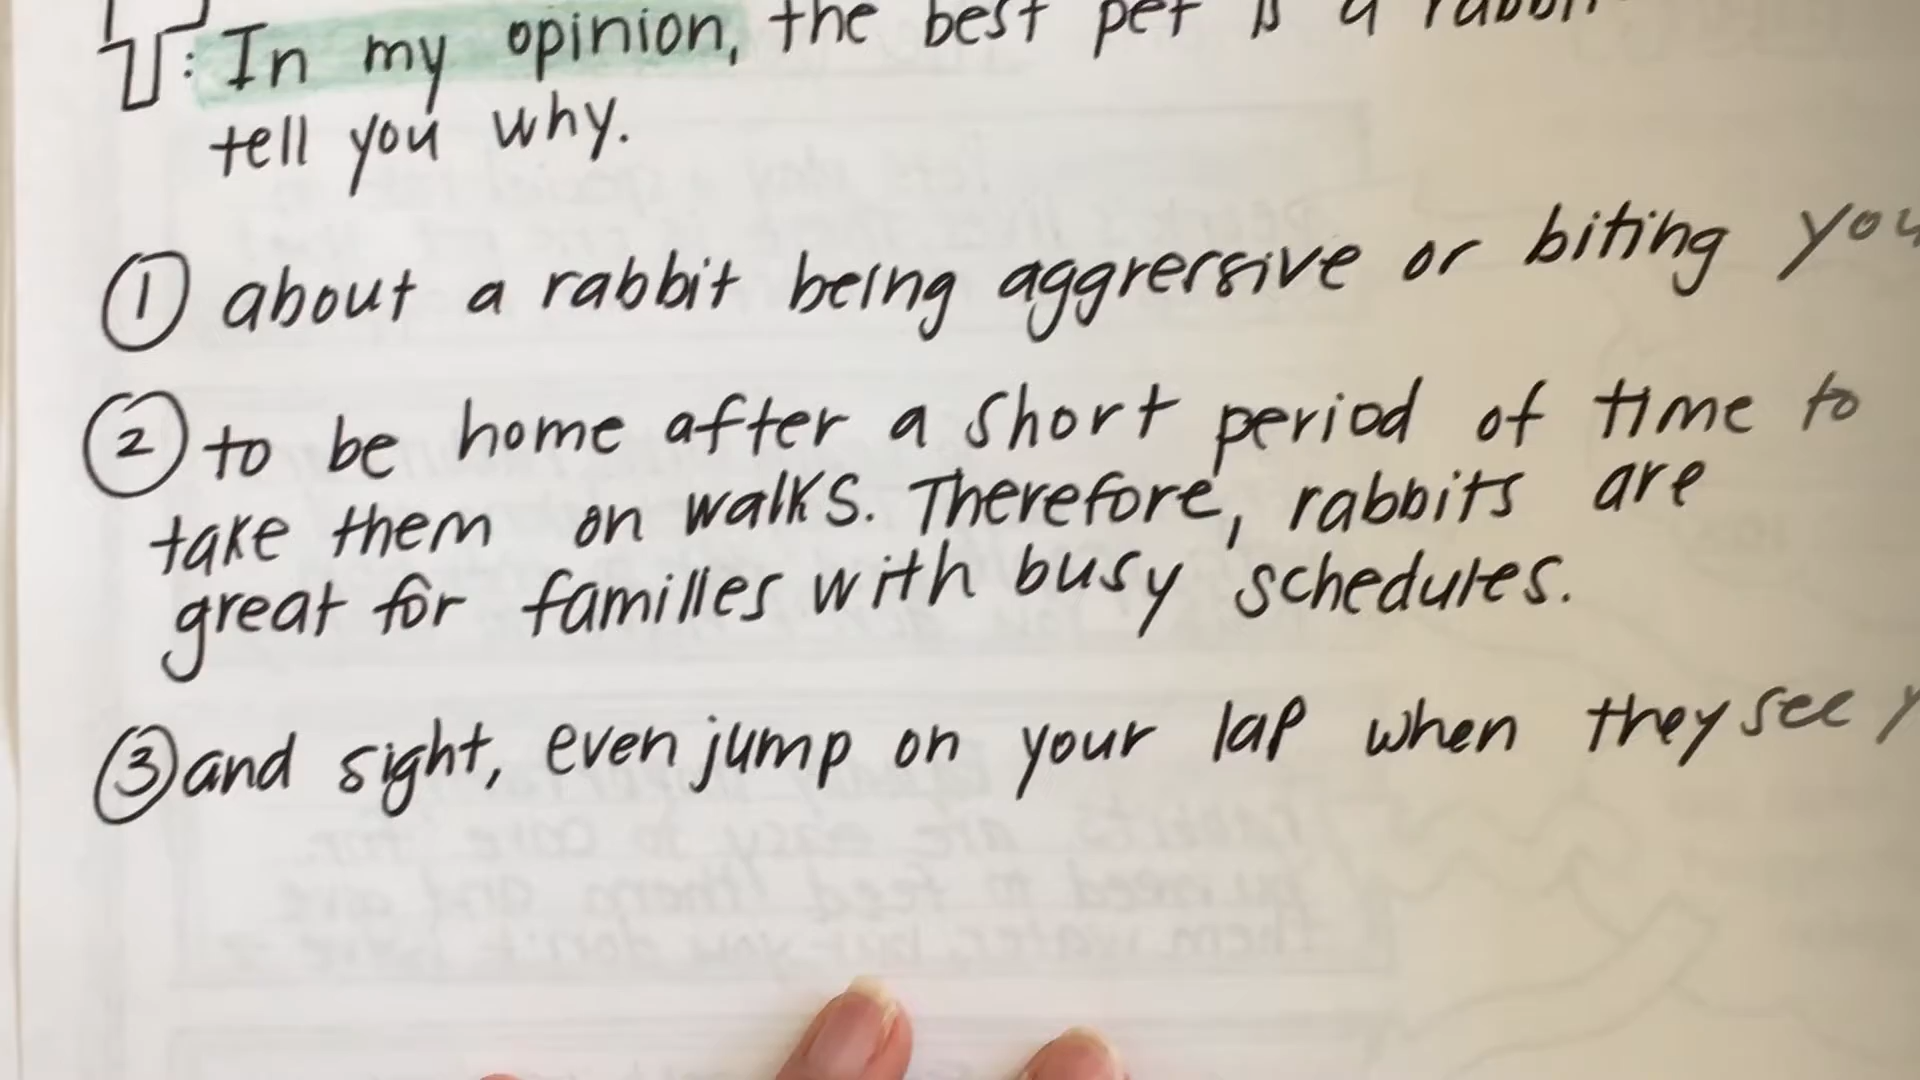 T: In my opinion, the best pet is a
tell you why.
① about a rabbit being aggressive or biting you
② to be home after a short period of time to
take them on walks. Therefore, rabbits are
great for families with busy schedules.
③ and sight, even jump on your lap when they see